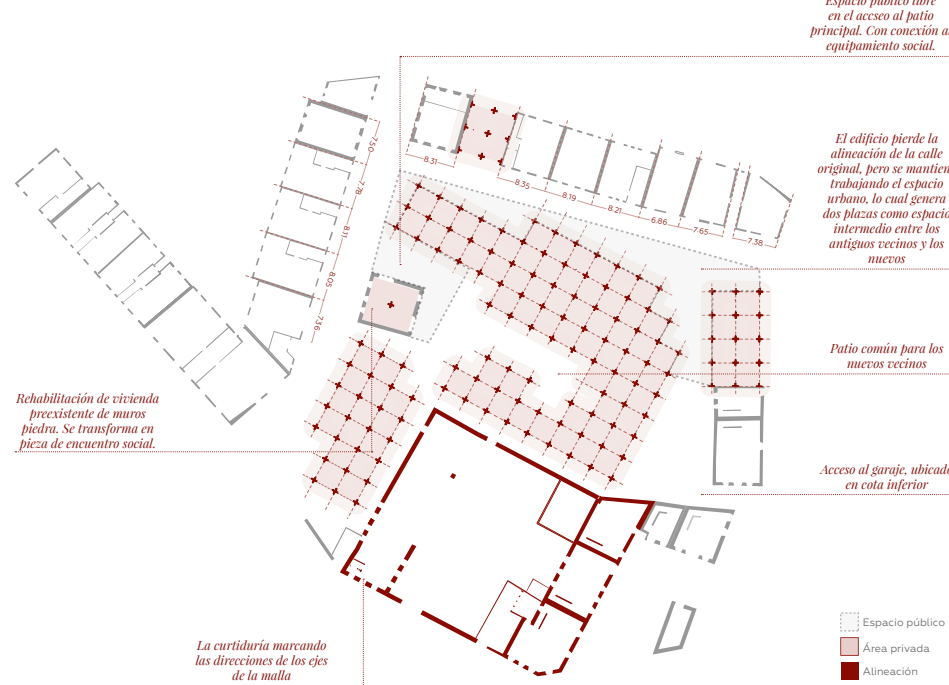 Espacio público libre
en el accseo al patio
principal. Con conexión al
equipamiento social.
El edificio pierde la
alineación de la calle
original, pero se mantien
trabajando el espacio
urbano, lo cual genera
dos plazas como espacio
intermedio entre los
antiguos vecinos y los
nuevos
8.31
8.35
8.19
8.21
6.86
7.65
7.38
7.50
7.78
8.11
8.05
7.36
Patio común para los
nuevos vecinos
Rehabilitación de vivienda
preexistente de muros
piedra. Se transforma en
pieza de encuentro social.
Acceso al garaje, ubicado
en cota inferior
La curtiduría marcando
las direcciones de los ejes
de la malla
Espacio público
Área privada
Alineación